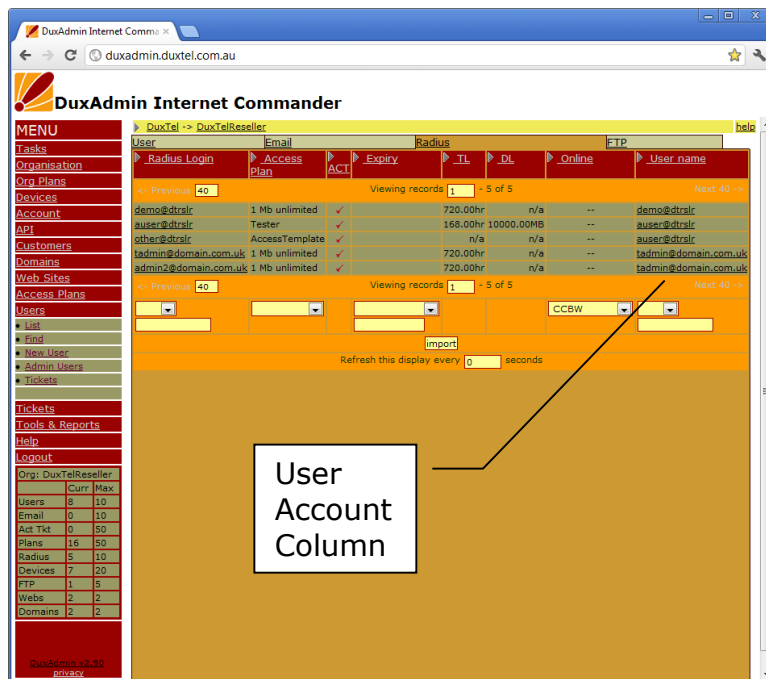 DuxAdmin Internet Comma
duxadmin.duxtel.com.au
DuxAdmin Internet Commander
MENU
Tasks
Organisation
Org Plans
Devices
Account
API
Customers
Domains
Web Sites
Access Plans
Users
List
Find
New User
Admin Users
Tickets
Tickets
Tools & Reports
Help
Logout
Org: DuxTelReseller
Curr Max
Users 8 10
Email 0 10
Act Tkt 0 50
Plans 16 50
Radius 5 10
Devices 7 20
FTP 1 5
Webs 2 2
Domains 2 2
DuxAdmin v2.90
privacy
DuxTel -> DuxTelReseller help
User Email Radius FTP
Radius Login Access Plan ACT Expiry TL DL Online User name
<- Previous 40 Viewing records 1 - 5 of 5 Next 40 ->
demo@dtrslr 1 Mb unlimited ✓ 720.00hr n/a -- demo@dtrslr
auser@dtrslr Tester ✓ 168.00hr 10000.00MB -- auser@dtrslr
other@dtrslr AccessTemplate ✓ n/a n/a -- auser@dtrslr
tadmin@domain.com.uk 1 Mb unlimited ✓ 720.00hr n/a -- tadmin@domain.com.uk
admin2@domain.com.uk 1 Mb unlimited ✓ 720.00hr n/a -- tadmin@domain.com.uk
<- Previous 40 Viewing records 1 - 5 of 5 Next 40 ->
CCBW
import
Refresh this display every 0 seconds
User
Account
Column